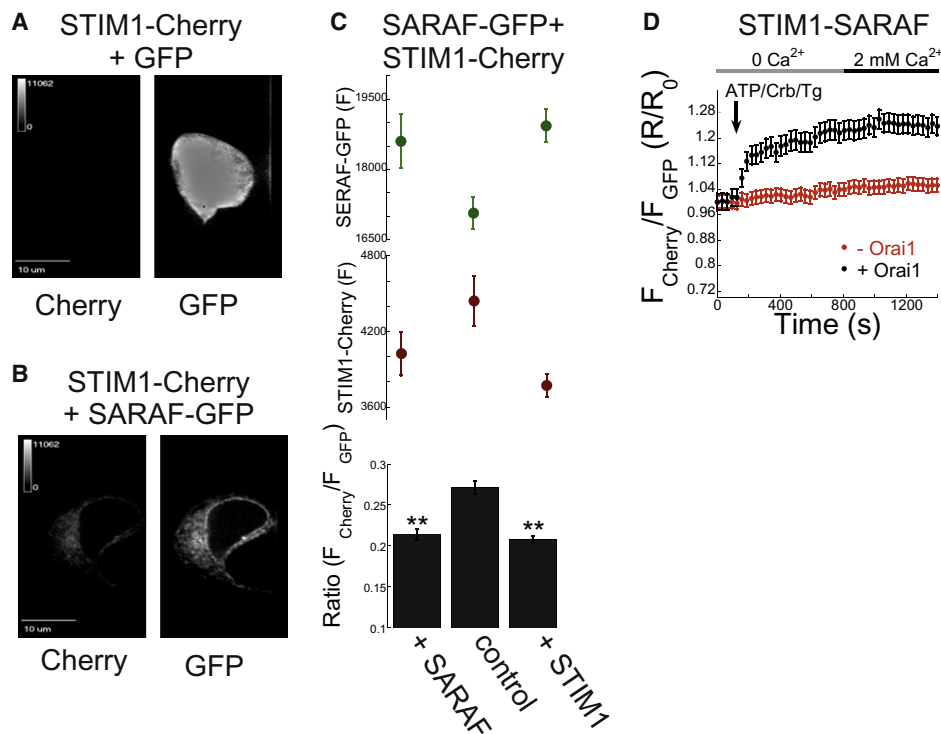 A
STIM1-Cherry
+ GFP
11062
0
10 um
Cherry
GFP
B
STIM1-Cherry
+ SARAF-GFP
11062
0
10 um
Cherry
GFP
C
SARAF-GFP+
STIM1-Cherry
SERAF-GFP (F)
19500
18000
16500
STIM1-Cherry (F)
4800
4200
3600
Ratio (F Cherry/F GFP)
0.3
0.25
0.2
0.15
0.1
**
**
+ SARAF
control
+ STIM1
D
STIM1-SARAF
0 Ca2+
2 mM Ca2+
ATP/Crb/Tg
F Cherry/F GFP (R/R0)
1.28
1.2
1.12
1.04
0.96
0.88
0.8
0.72
- Orai1
+ Orai1
0
400
800
1200
Time (s)